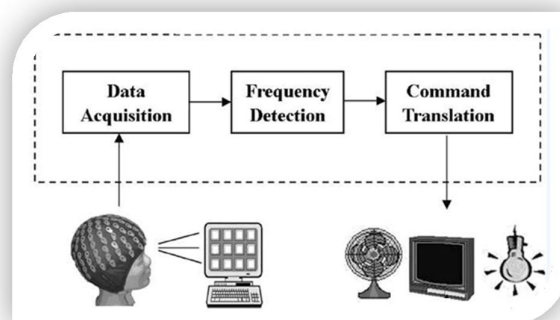 Data
Acquisition
Frequency
Detection
Command
Translation